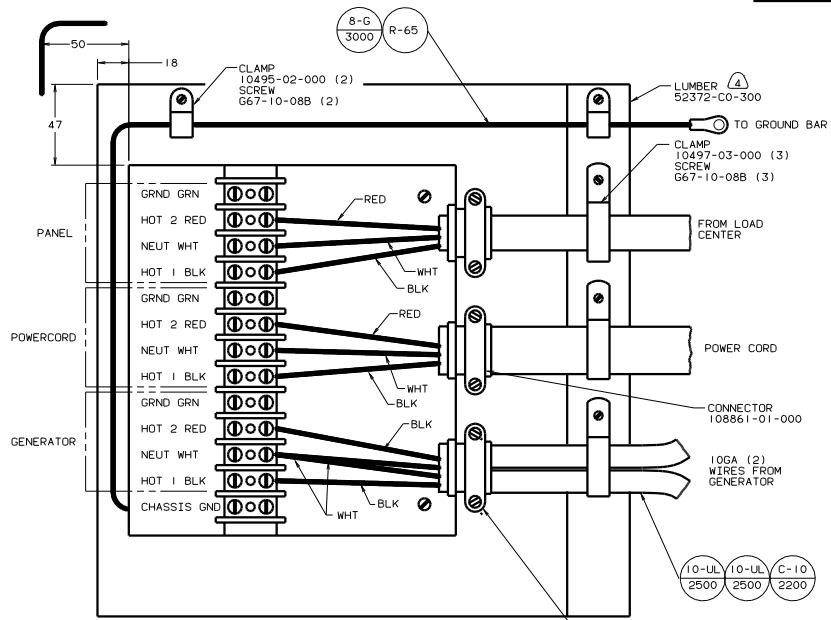 8-G
3000
R-65
50
18
47
CLAMP
10495-02-000 (2)
SCREW
G67-10-08B (2)
LUMBER 4
52372-C0-300
TO GROUND BAR
CLAMP
10497-03-000 (3)
SCREW
G67-10-08B (3)
PANEL
GRND GRN
HOT 2 RED
NEUT WHT
HOT 1 BLK
RED
WHT
BLK
FROM LOAD
CENTER
POWERCORD
GRND GRN
HOT 2 RED
NEUT WHT
HOT 1 BLK
RED
WHT
BLK
POWER CORD
CONNECTOR
108861-01-000
GENERATOR
GRND GRN
HOT 2 RED
NEUT WHT
HOT 1 BLK
CHASSIS GND
BLK
WHT
BLK
10GA (2)
WIRES FROM
GENERATOR
10-UL
2500
10-UL
2500
C-10
2200